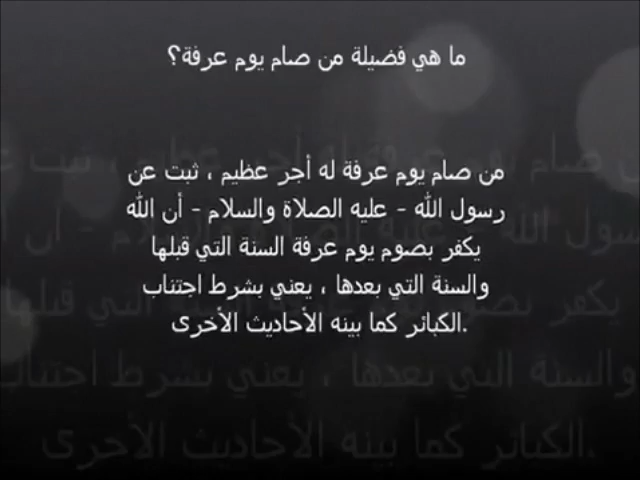 ما هي فضيلة من صام يوم عرفة؟
من صام يوم عرفة له أجر عظيم ، ثبت عن
رسول الله - عليه الصلاة والسلام - أن الله
يكفر بصوم يوم عرفة السنة التي قبلها
والسنة التي بعدها ، يعني بشرط اجتناب
.الكبائر كما بينه الأحاديث الأخرى